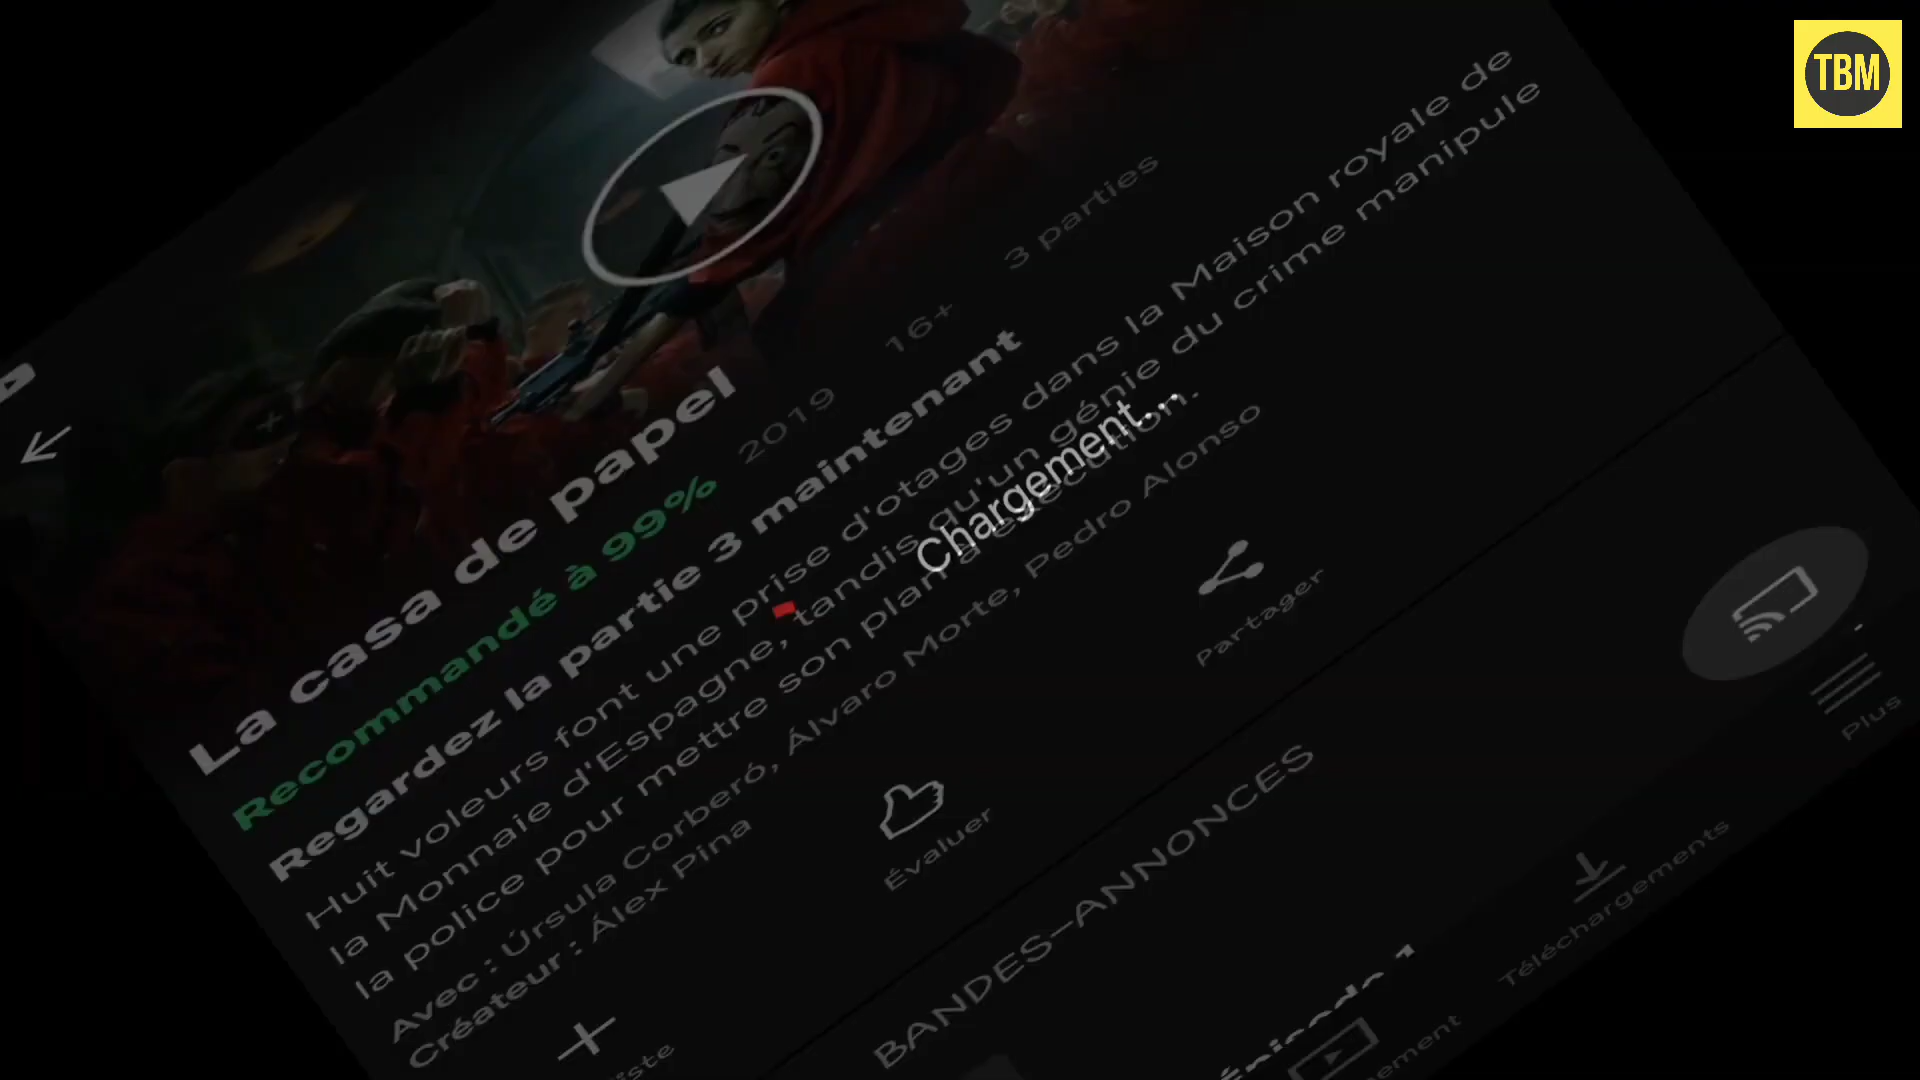 TBM
La casa de papel
Recommandé à 99% 2019 16+ 3 parties
Regardez la partie 3 maintenant
Huit voleurs font une prise d'otages dans la Maison royale de
la Monnaie d'Espagne, tandis qu'un génie du crime manipule
la police pour mettre son plan à exécution.
Chargement...
Avec : Úrsula Corberó, Álvaro Morte, Pedro Alonso
Créateur : Álex Pina
Évaluer
Partager
BANDES-ANNONCES
Téléchargements
Plus